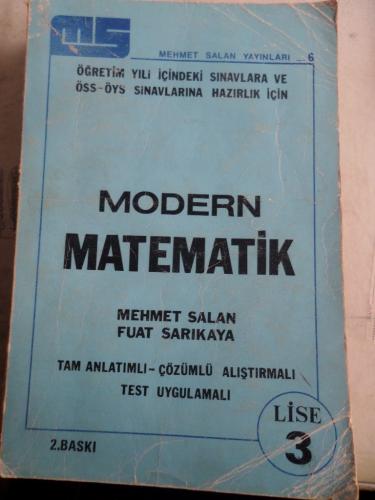 MS
MEHMET SALAN YAYINLARI ... 6
ÖĞRETİM YILI İÇİNDEKİ SINAVLARA VE
ÖSS-ÖYS SINAVLARINA HAZIRLIK İÇİN
MODERN
MATEMATİK
MEHMET SALAN
FUAT SARIKAYA
TAM ANLATIMLI - ÇÖZÜMLÜ ALIŞTIRMALI
TEST UYGULAMALI
LİSE
3
2.BASKI